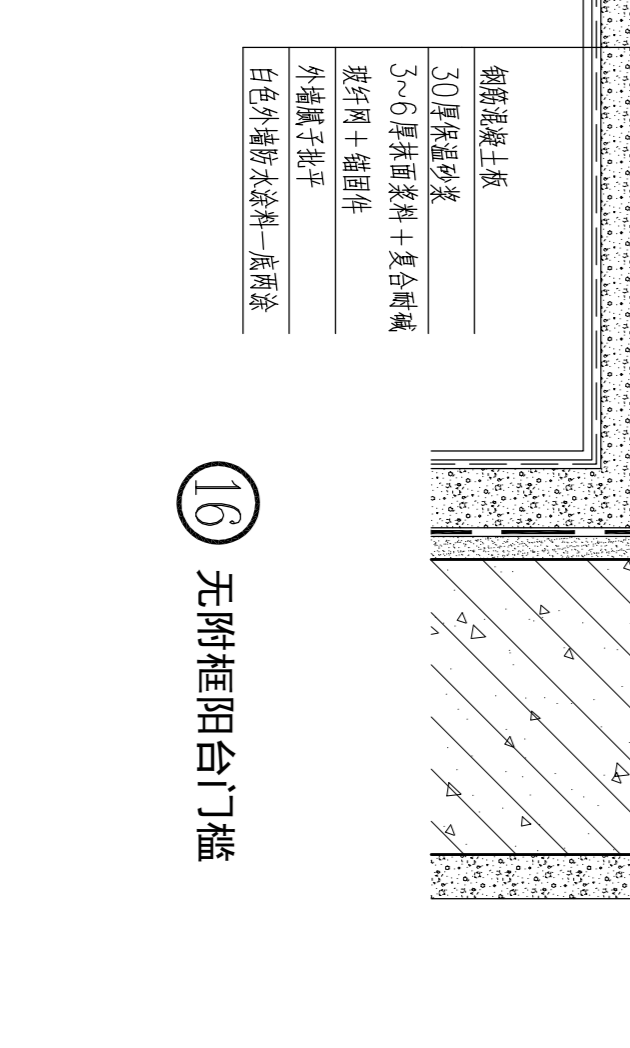 钢筋混凝土板
30厚保温砂浆
3~6厚抹面浆料＋复合耐碱
玻纤网＋锚固件
外墙腻子批平
白色外墙防水涂料一底两涂
16 无附框阳台门槛